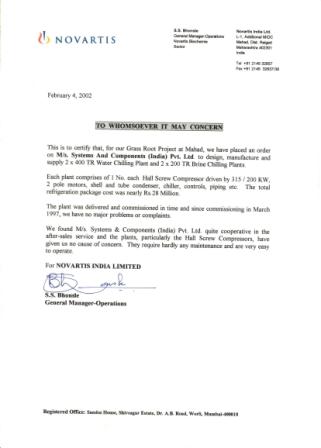 NOVARTIS
S.S. Bhonde
General Manager-Operations
Novartis Biochemie
Sector
Novartis India Ltd.
L-1, Additional MIDC
Mahad, Dist. Raigad
Maharashtra 402301
India
Tel +91 2145 32807
Fax +91 2145
February 4, 2002
TO WHOMSOEVER IT MAY CONCERN
This is to certify that, for our Grass Root Project at Mahad, we have placed an order
on M/s. Systems And Components (India) Pvt. Ltd. to design, manufacture and
supply 2 x 400 TR Water Chilling Plant and 2 x 200 TR Brine Chilling Plants.
Each plant comprises of 1 No. each Hall Screw Compressor driven by 315 / 200 KW,
2 pole motors, shell and tube condenser, chiller, controls, piping etc. The total
refrigeration package cost was nearly Rs.28 Million.
The plant was delivered and commissioned in time and since commissioning in March
1997, we have no major problems or complaints.
We found M/s. Systems & Components (India) Pvt. Ltd. quite cooperative in the
after-sales service and the plants, particularly the Hall Screw Compressors, have
given us no cause of concern. They require hardly any maintenance and are very easy
to operate.
For NOVARTIS INDIA LIMITED
S.S. Bhonde
General Manager-Operations
Registered Office: Sandoz House, Shivsagar Estate, Dr. A.B. Road, Worli, Mumbai-400018